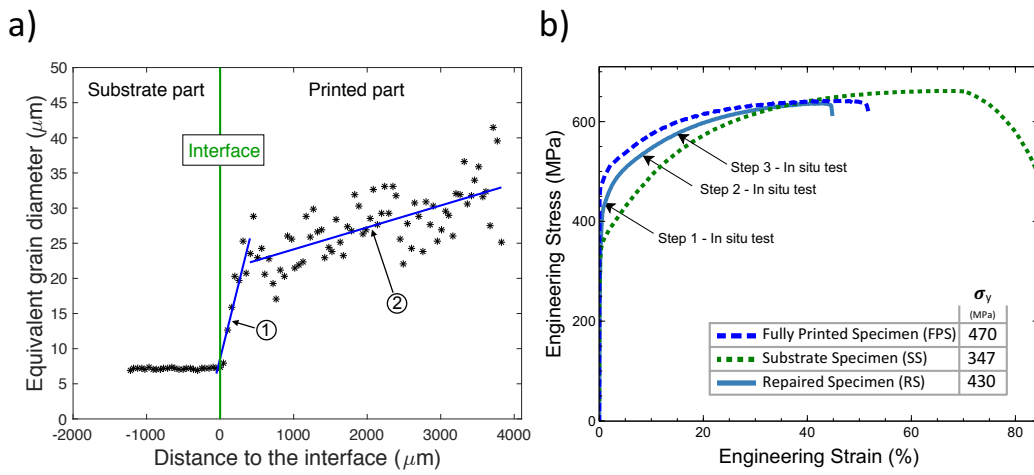 a)
50
45
40
35
30
25
20
15
10
5
0
Equivalent grain diameter (μm)
Substrate part
Printed part
Interface
1
2
-2000
-1000
0
1000
2000
3000
4000
Distance to the interface (μm)
b)
600
400
200
0
Engineering Stress (MPa)
Step 3 - In situ test
Step 2 - In situ test
Step 1 - In situ test
σy
(MPa)
Fully Printed Specimen (FPS) 470
Substrate Specimen (SS) 347
Repaired Specimen (RS) 430
0
20
40
60
80
Engineering Strain (%)